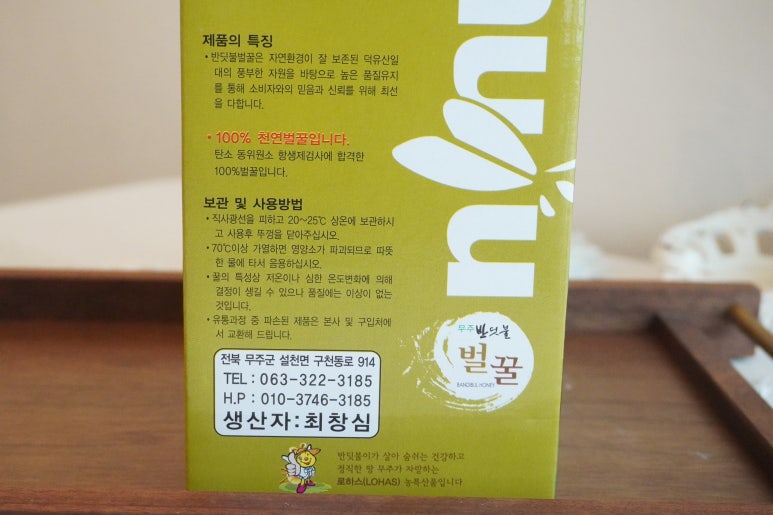 제품의 특징
• 반딧불벌꿀은 자연환경이 잘 보존된 덕유산일
대의 풍부한 자원을 바탕으로 높은 품질유지
를 통해 소비자와의 믿음과 신뢰를 위해 최선
을 다합니다.
• 100% 천연벌꿀입니다.
탄소 동위원소 항생제검사에 합격한
100%벌꿀입니다.
보관 및 사용방법
• 직사광선을 피하고 20~25℃ 상온에 보관하시
고 사용후 뚜껑을 닫아주십시오.
• 70℃이상 가열하면 영양소가 파괴되므로 따뜻
한 물에 타서 음용하십시오.
• 꿀의 특성상 저온이나 심한 온도변화에 의해
결정이 생길 수 있으나 품질에는 이상이 없는
것입니다.
• 유통과정 중 파손된 제품은 본사 및 구입처에
서 교환해 드립니다.
무주 반딧불
벌꿀
BANDIBUL HONEY
전북 무주군 설천면 구천동로 914
TEL : 063-322-3185
H.P : 010-3746-3185
생산자:최창심
반딧불이가 살아 숨쉬는 건강하고
정직한 땅 무주가 자랑하는
로하스(LOHAS) 농특산물입니다